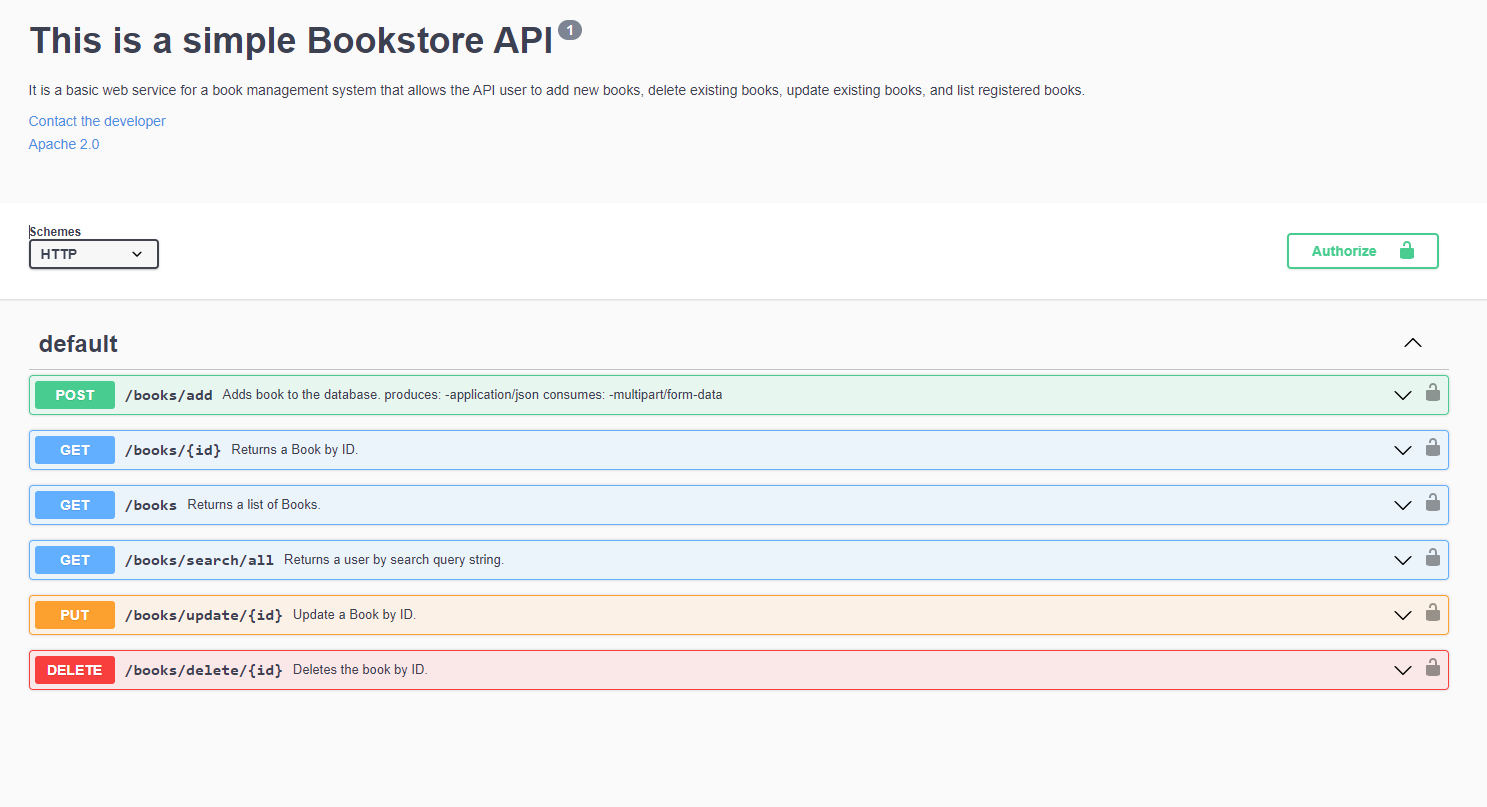 This is a simple Bookstore API 1
It is a basic web service for a book management system that allows the API user to add new books, delete existing books, update existing books, and list registered books.
Contact the developer
Apache 2.0
Schemes
HTTP
Authorize
default
POST /books/add Adds book to the database. produces: -application/json consumes: -multipart/form-data
GET /books/{id} Returns a Book by ID.
GET /books Returns a list of Books.
GET /books/search/all Returns a user by search query string.
PUT /books/update/{id} Update a Book by ID.
DELETE /books/delete/{id} Deletes the book by ID.